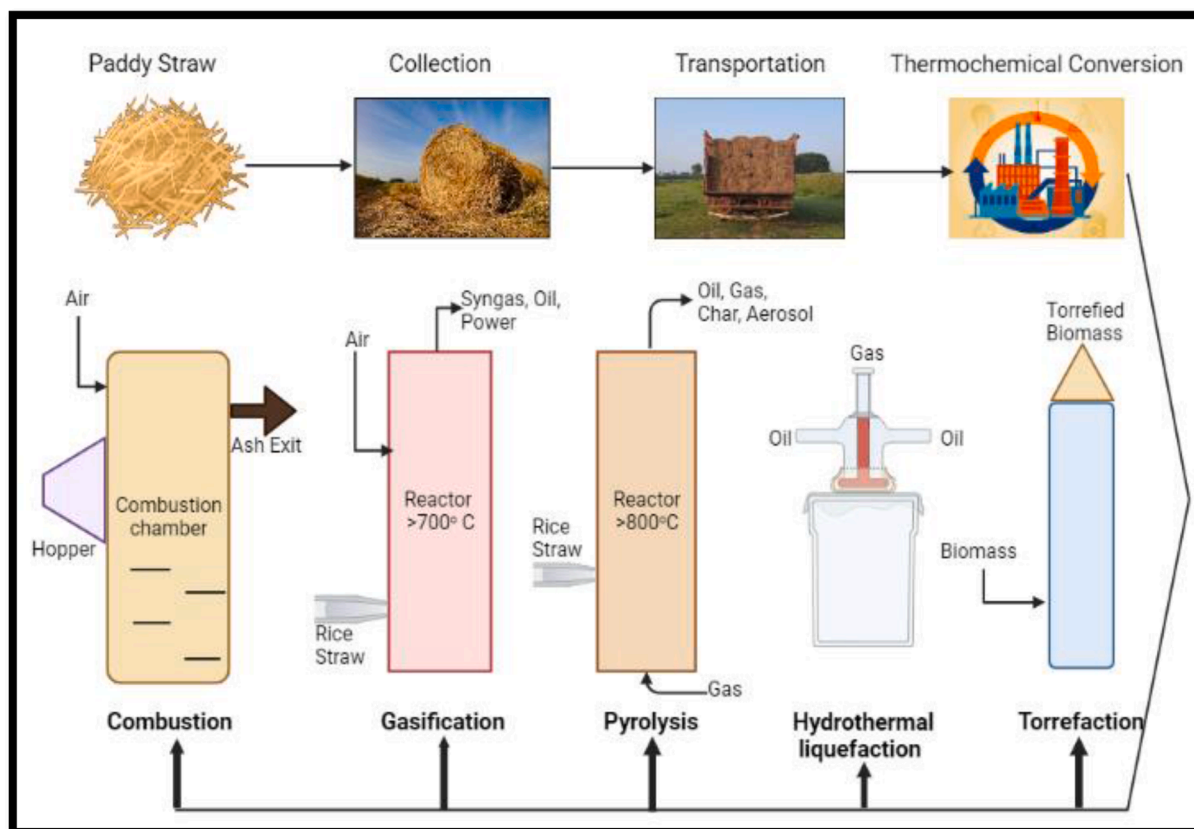 Paddy Straw
Collection
Transportation
Thermochemical Conversion
Air
Hopper
Combustion
chamber
Ash Exit
Combustion
Air
Syngas, Oil,
Power
Reactor
>700° C
Rice
Straw
Gasification
Oil, Gas,
Char, Aerosol
Reactor
>800°C
Rice
Straw
Gas
Pyrolysis
Gas
Oil
Oil
Hydrothermal
liquefaction
Torrefied
Biomass
Biomass
Torrefaction